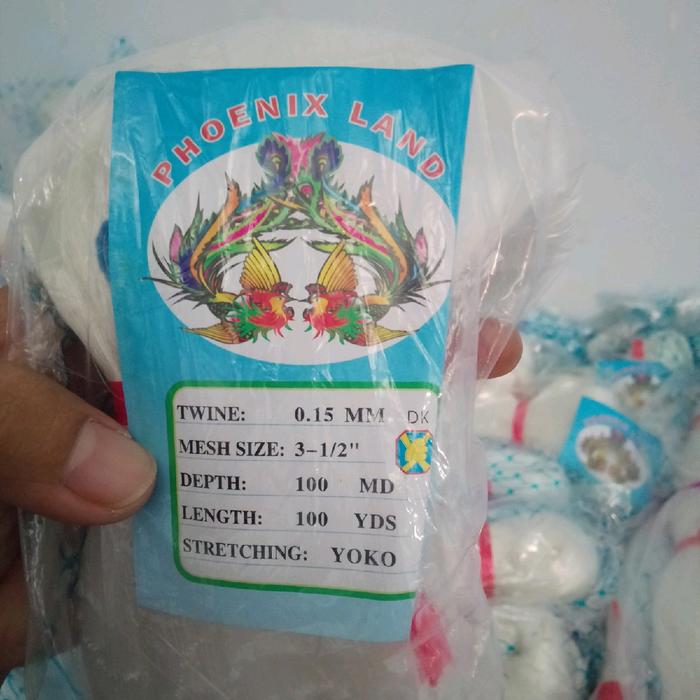 PHOENIX LAND
TWINE: 0.15 MM DK
MESH SIZE: 3-1/2"
DEPTH: 100 MD
LENGTH: 100 YDS
STRETCHING: YOKO